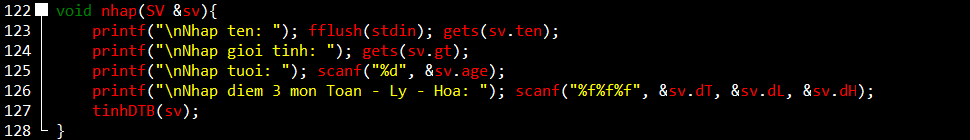 122 void nhap(SV &sv){
123 printf("\nNhap ten: "); fflush(stdin); gets(sv.ten);
124 printf("\nNhap gioi tinh: "); gets(sv.gt);
125 printf("\nNhap tuoi: "); scanf("%d", &sv.age);
126 printf("\nNhap diem 3 mon Toan - Ly - Hoa: "); scanf("%f%f%f", &sv.dT, &sv.dL, &sv.dH);
127 tinhDTB(sv);
128 }